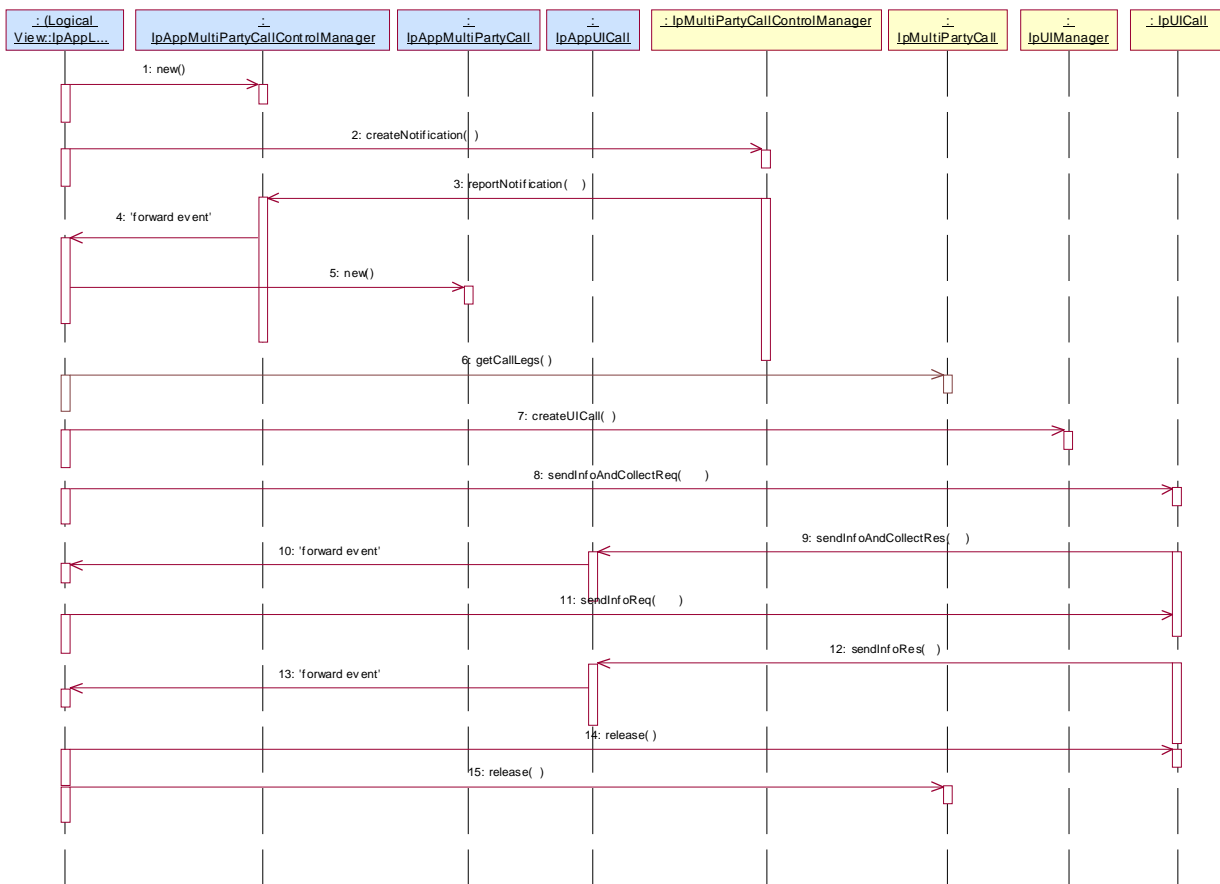 : (Logical
View::IpAppL...
:
IpAppMultiPartyCallControlManager
:
IpAppMultiPartyCall
:
IpAppUICall
: IpMultiPartyCallControlManager
:
IpMultiPartyCall
:
IpUIManager
: IpUICall
1: new()
2: createNotification( )
3: reportNotification( )
4: 'forward event'
5: new()
6: getCallLegs( )
7: createUICall( )
8: sendInfoAndCollectReq( )
9: sendInfoAndCollectRes( )
10: 'forward event'
11: sendInfoReq( )
12: sendInfoRes( )
13: 'forward event'
14: release( )
15: release( )